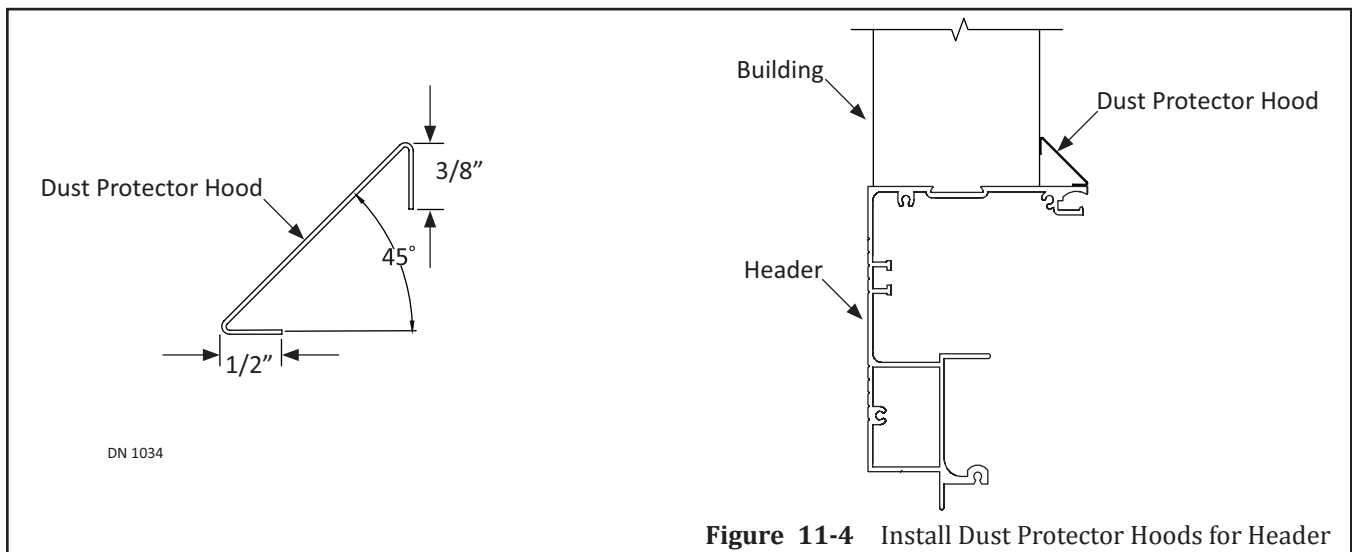 Dust Protector Hood
3/8”
45°
1/2”
DN 1034
Building
Dust Protector Hood
Header
Figure 11-4 Install Dust Protector Hoods for Header